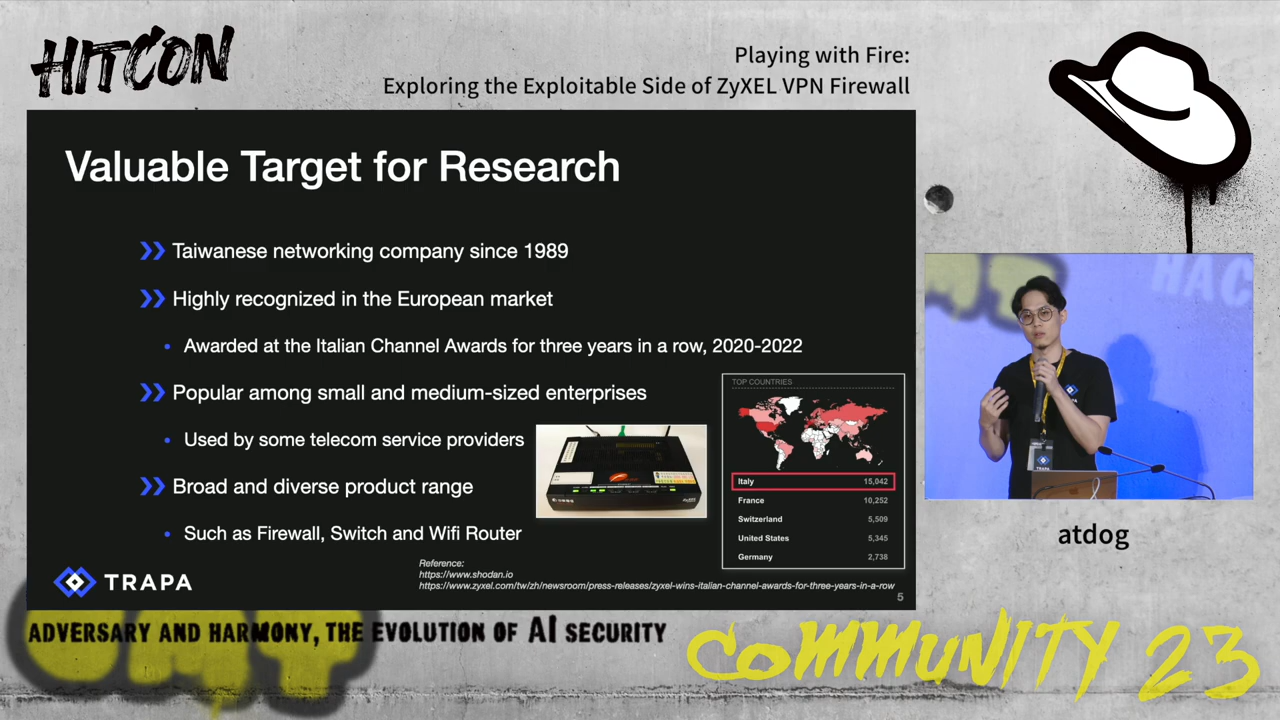 HITCON
Playing with Fire:
Exploring the Exploitable Side of ZyXEL VPN Firewall
Valuable Target for Research
Taiwanese networking company since 1989
Highly recognized in the European market
Awarded at the Italian Channel Awards for three years in a row, 2020-2022
Popular among small and medium-sized enterprises
Used by some telecom service providers
Broad and diverse product range
Such as Firewall, Switch and Wifi Router
TOP COUNTRIES
Italy 15,042
France 10,252
Switzerland 5,509
United States 5,345
Germany 2,738
Reference:
https://www.shodan.io
https://www.zyxel.com/tw/zh/newsroom/press-releases/zyxel-wins-italian-channel-awards-for-three-years-in-a-row
TRAPA
5
HAC
TRAPA
atdog
ADVERSARY AND HARMONY, THE EVOLUTION OF AI SECURITY
COMMUNITY 23